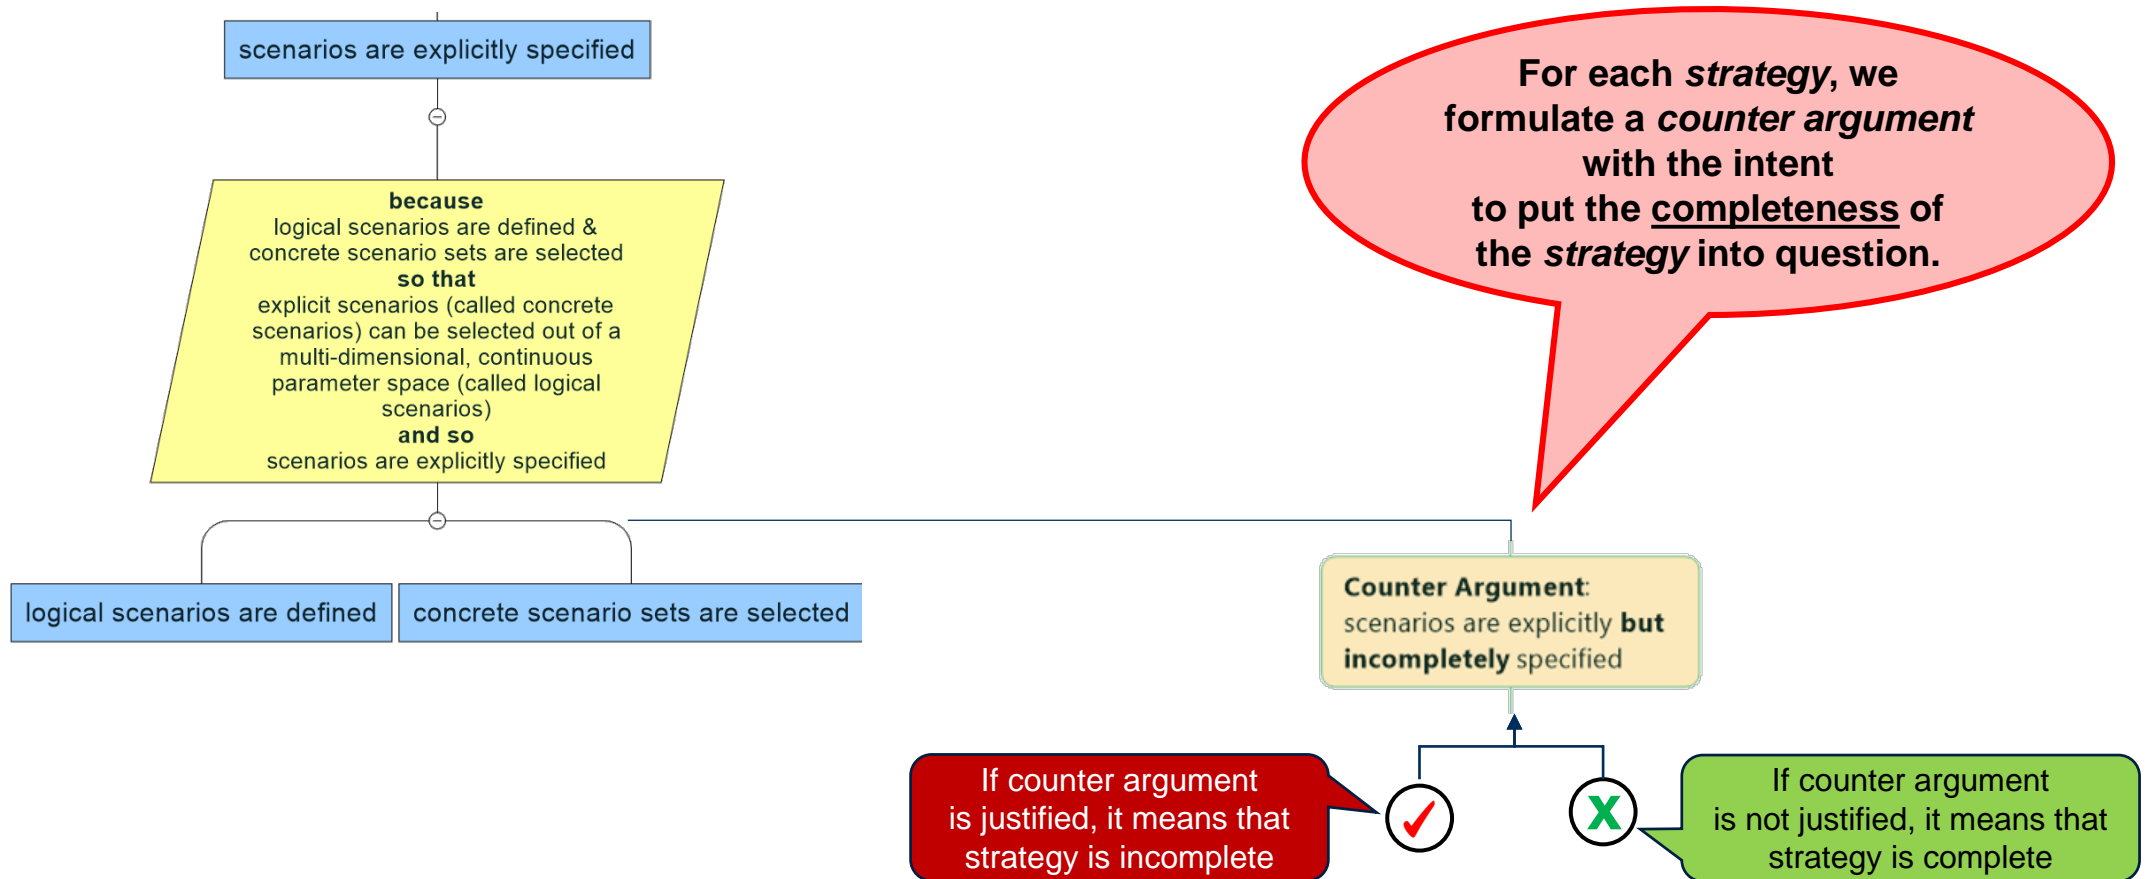 scenarios are explicitly specified
because
logical scenarios are defined &
concrete scenario sets are selected
so that
explicit scenarios (called concrete
scenarios) can be selected out of a
multi-dimensional, continuous
parameter space (called logical
scenarios)
and so
scenarios are explicitly specified
logical scenarios are defined
concrete scenario sets are selected
For each strategy, we
formulate a counter argument
with the intent
to put the completeness of
the strategy into question.
Counter Argument:
scenarios are explicitly but
incompletely specified
If counter argument
is justified, it means that
strategy is incomplete
X
If counter argument
is not justified, it means that
strategy is complete